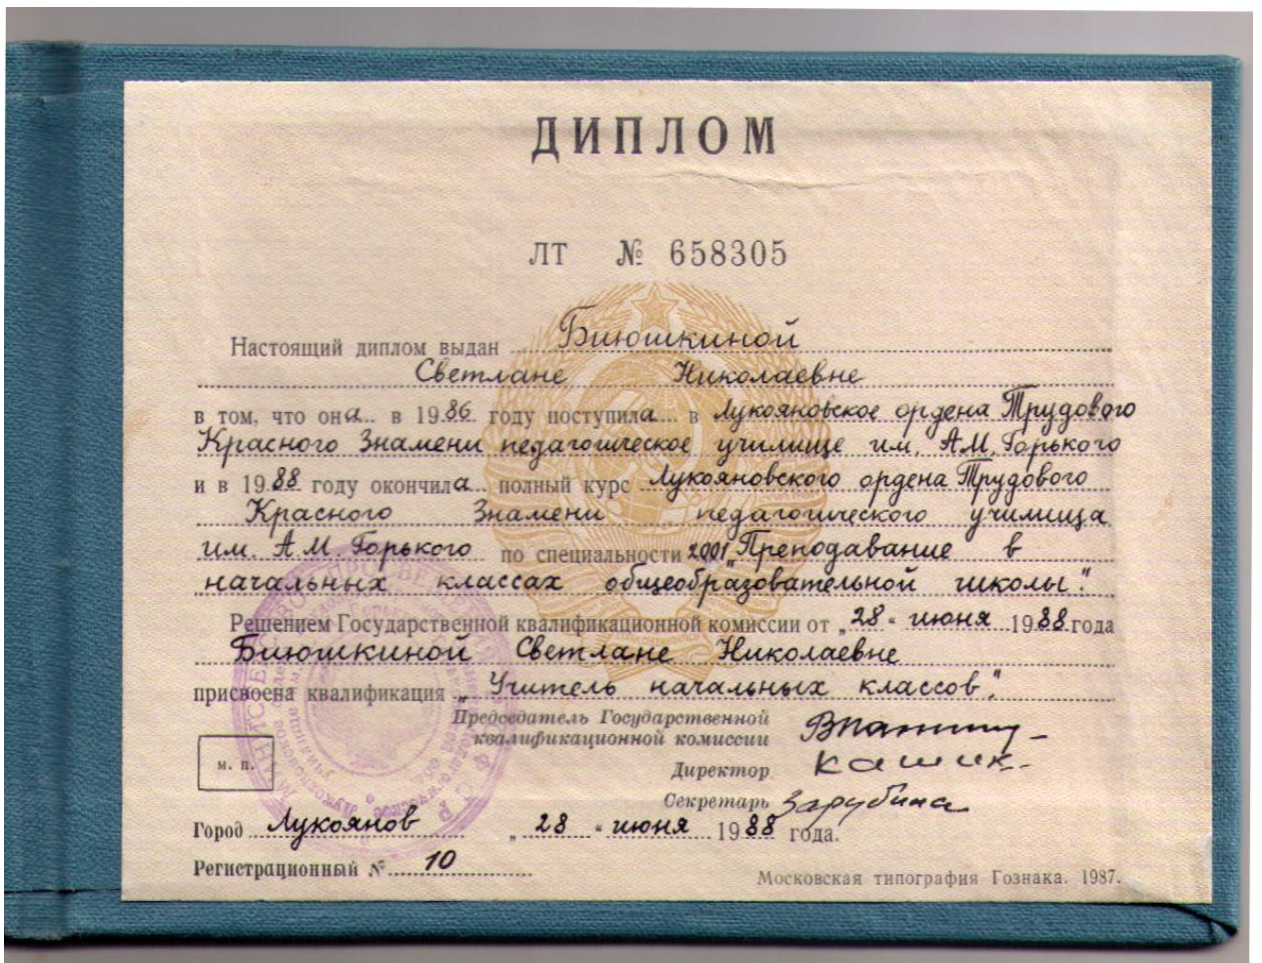 ДИПЛОМ
ЛТ № 658305
Настоящий диплом выдан Биюшкиной
Светлане Николаевне
в том, что она в 1986 году поступила в Лукояновское ордена Трудового
Красного Знамени педагогическое училище им. А.М. Горького
и в 1988 году окончила полный курс Лукояновского ордена Трудового
Красного Знамени педагогического училища
им. А.М. Горького по специальности 2001 „Преподавание в
начальных классах общеобразовательной школы".
Решением Государственной квалификационной комиссии от „28" июня 1988 года
Биюшкиной Светлане Николаевне
присвоена квалификация „Учитель начальных классов".
Председатель Государственной
квалификационной комиссии
Директор
м. п.
Секретарь Зарубина
Город Лукоянов „28" июня 1988 года.
Регистрационный № 10
Московская типография Гознака. 1987.